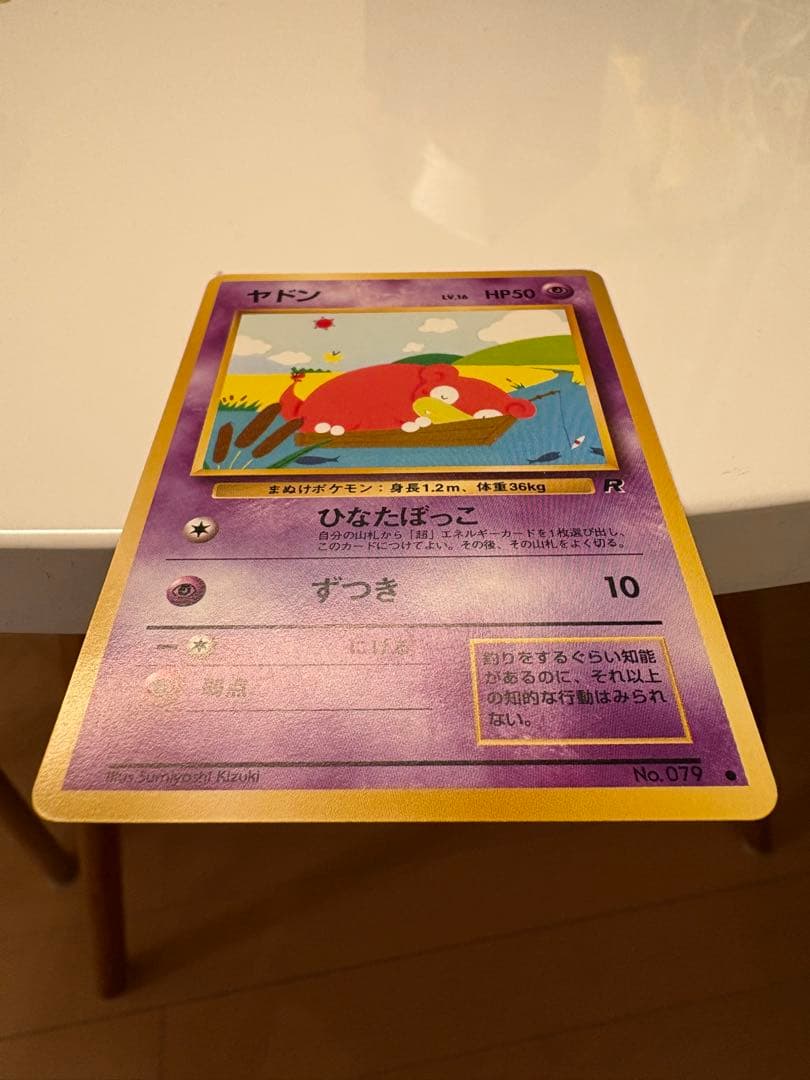 ヤドン LV.16 HP50
まぬけポケモン：身長1.2m、体重36kg R
ひなたぼっこ
自分の山札から「超」エネルギーカードを1枚選び出し、
このカードにつけてよい。その後、その山札をよく切る。
ずつき 10
にげる
弱点
釣りをするぐらい知能
があるのに、それ以上
の知的な行動はみられ
ない。
Illus. Sumiyoshi Kizuki
No.079